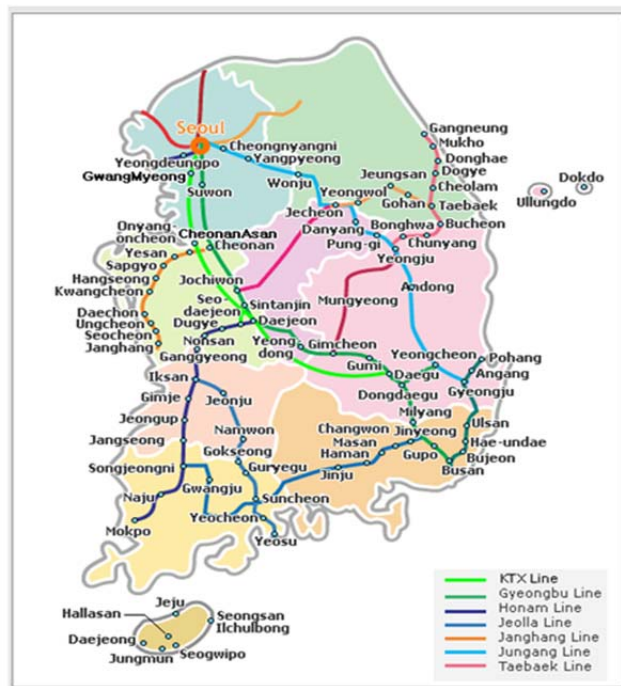 Seoul
Cheongnyangni
Yangpyeong
Yeongdeungpo
GwangMyeong
Suwon
Wonju
Gangneung
Mukho
Donghae
Dogye
Cheolam
Taebaek
Jeungsan
Yeongwol
Gohan
Jecheon
Danyang
Bonghwa
Bucheon
Pung-gi
Chunyang
Yeongju
Dokdo
Ullungdo
Onyang-
oncheon
CheonanAsan
Cheonan
Yesan
Sapgyo
Hangseong
Kwangcheon
Jochiwon
Seo
daejeon
Sintanjin
Mungyeong
Andong
Daechon
Ungcheon
Seocheon
Janghang
Dugye
Daejeon
Nonsan
Ganggyeong
Yeong
dong
Gimcheon
Gumi
Yeongcheon
Pohang
Angang
Daegu
Gyeongju
Dongdaegu
Iksan
Gimje
Jeonju
Milyang
Ulsan
Jeongup
Namwon
Changwon
Jinyeong
Masan
Hae-undae
Jangseong
Gokseong
Haman
Gupo
Bujeon
Songjeongni
Guryegu
Jinju
Busan
Naju
Gwangju
Suncheon
Yeocheon
Mokpo
Yeosu
Jeju
Hallasan
Seongsan
Ilchulbong
Daejeong
Jungmun
Seogwipo
KTX Line
Gyeongbu Line
Honam Line
Jeolla Line
Janghang Line
Jungang Line
Taebaek Line